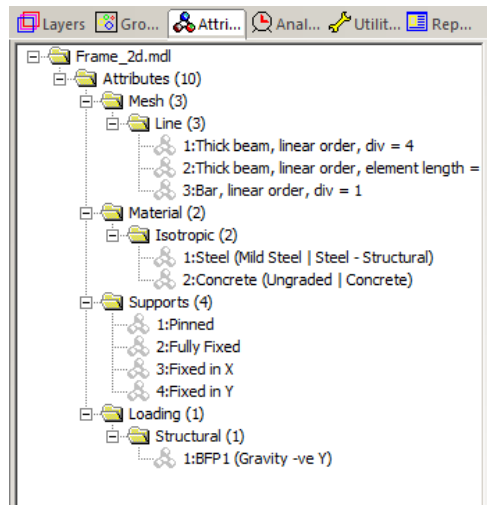 Layers Gro... Attri... Anal... Utilit... Rep...
Frame_2d.mdl
Attributes (10)
Mesh (3)
Line (3)
1:Thick beam, linear order, div = 4
2:Thick beam, linear order, element length =
3:Bar, linear order, div = 1
Material (2)
Isotropic (2)
1:Steel (Mild Steel | Steel - Structural)
2:Concrete (Ungraded | Concrete)
Supports (4)
1:Pinned
2:Fully Fixed
3:Fixed in X
4:Fixed in Y
Loading (1)
Structural (1)
1:BFP1 (Gravity -ve Y)